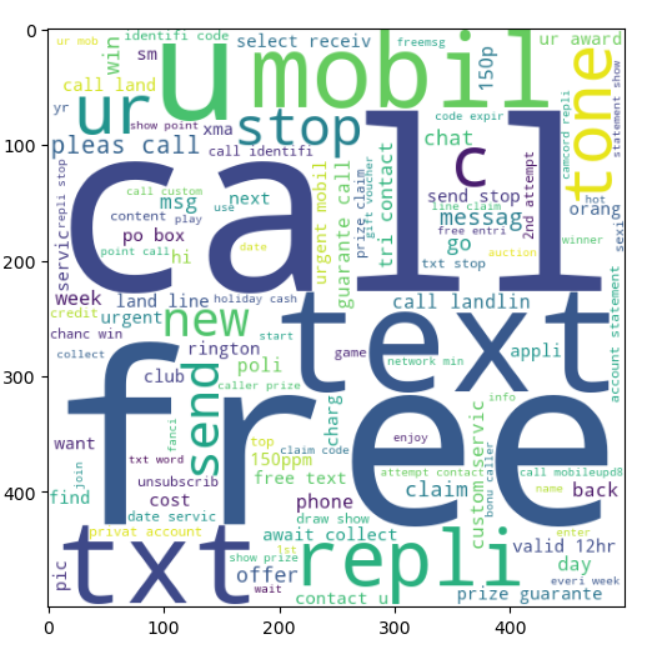 0
100
200
300
400
0 100 200 300 400
ur mob
win
identifi code
sm
u
select receiv
freemsg
mobil
150p
ur award
tone
statement show
call land
yr
ur
show point
xma
stop
code expir
chat
camcord repli
pleas call
call identifi
call
c
repli stop
servic
call custom
msg
use
next
content
play
po box
point call
hi
date
urgent mobil
guarante call
prize claim
gift voucher
tri contact
send stop
line claim
messag
free entri
go
txt stop
2nd attempt
hot
orang
sexi
winner
auction
week
land line
holiday cash
call landlin
account statement
credit
urgent
new
text
chanc win
start
collect
rington
game
network min
appli
club
send
poli
caller prize
free
charg
info
want
fanci
top
claim code
enjoy
custom servic
bonu caller
txt word
150ppm
join
unsubscrib
free text
attempt contact
call mobileupd8
find
cost
phone
claim
name
back
date servic
draw show
privat account
await collect
enter
txt
1st
show prize
repli
valid 12hr
pic
offer
wait
day
everi week
contact u
prize guarante